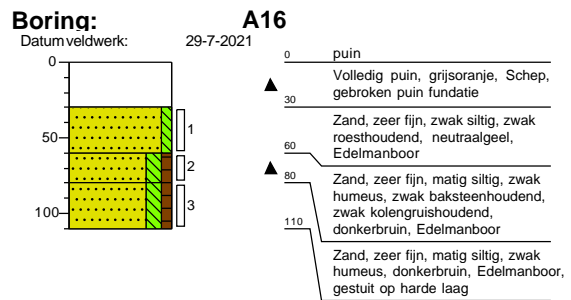 Boring: A16
Datum veldwerk: 29-7-2021
0
50
100
1
2
3
0 puin
Volledig puin, grijsoranje, Schep,
gebroken puin fundatie
30
Zand, zeer fijn, zwak siltig, zwak
roesthoudend, neutraalgeel,
Edelmanboor
60
Zand, zeer fijn, matig siltig, zwak
humeus, zwak baksteenhoudend,
zwak kolengruishoudend,
donkerbruin, Edelmanboor
80
Zand, zeer fijn, matig siltig, zwak
humeus, donkerbruin, Edelmanboor,
gestuit op harde laag
110